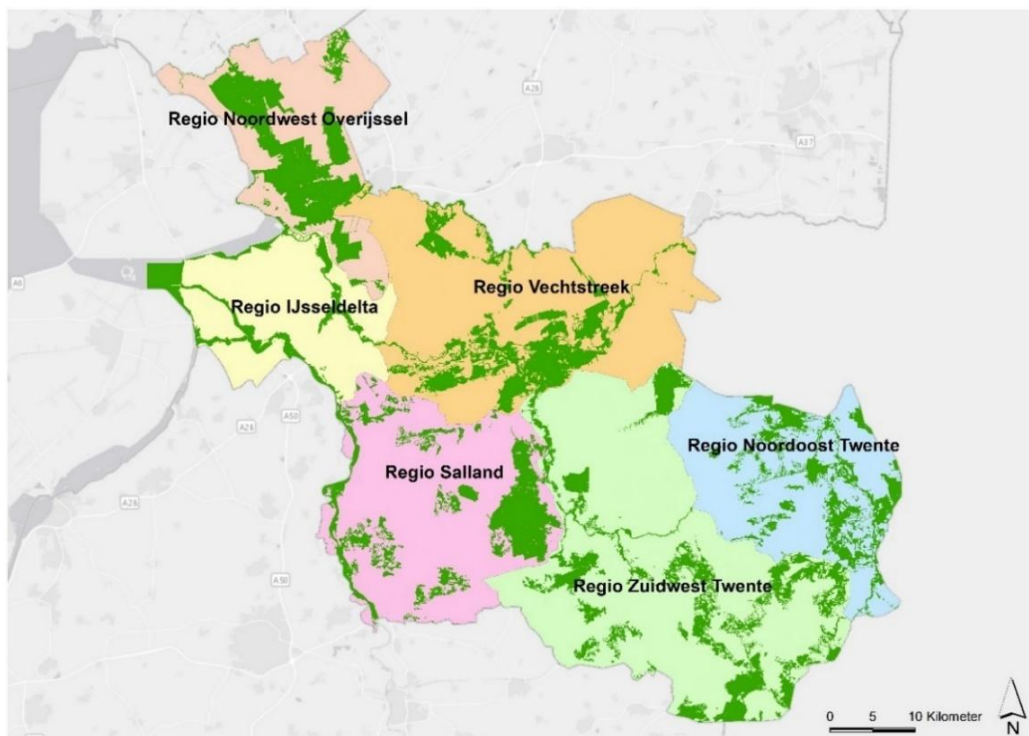 A28
A37
Regio Noordwest Overijssel
A6
Regio Vechtstreek
Regio IJsseldelta
A50
A28
Regio Noordoost Twente
Regio Salland
A28
A50
Regio Zuidwest Twente
0 5 10 Kilometer
N